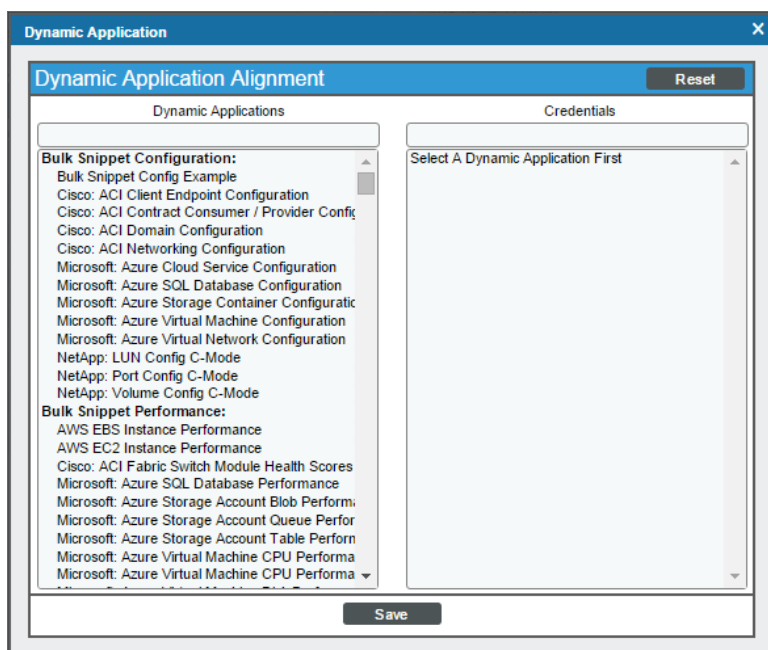 Dynamic Application
Dynamic Application Alignment
Reset
Dynamic Applications
Credentials
Bulk Snippet Configuration:
Bulk Snippet Config Example
Cisco: ACI Client Endpoint Configuration
Cisco: ACI Contract Consumer / Provider Config
Cisco: ACI Domain Configuration
Cisco: ACI Networking Configuration
Microsoft: Azure Cloud Service Configuration
Microsoft: Azure SQL Database Configuration
Microsoft: Azure Storage Container Configuratic
Microsoft: Azure Virtual Machine Configuration
Microsoft: Azure Virtual Network Configuration
NetApp: LUN Config C-Mode
NetApp: Port Config C-Mode
NetApp: Volume Config C-Mode
Bulk Snippet Performance:
AWS EBS Instance Performance
AWS EC2 Instance Performance
Cisco: ACI Fabric Switch Module Health Scores
Microsoft: Azure SQL Database Performance
Microsoft: Azure Storage Account Blob Performa
Microsoft: Azure Storage Account Queue Perfor
Microsoft: Azure Storage Account Table Perforn
Microsoft: Azure Virtual Machine CPU Performa
Microsoft: Azure Virtual Machine CPU Performa
Select A Dynamic Application First
Save